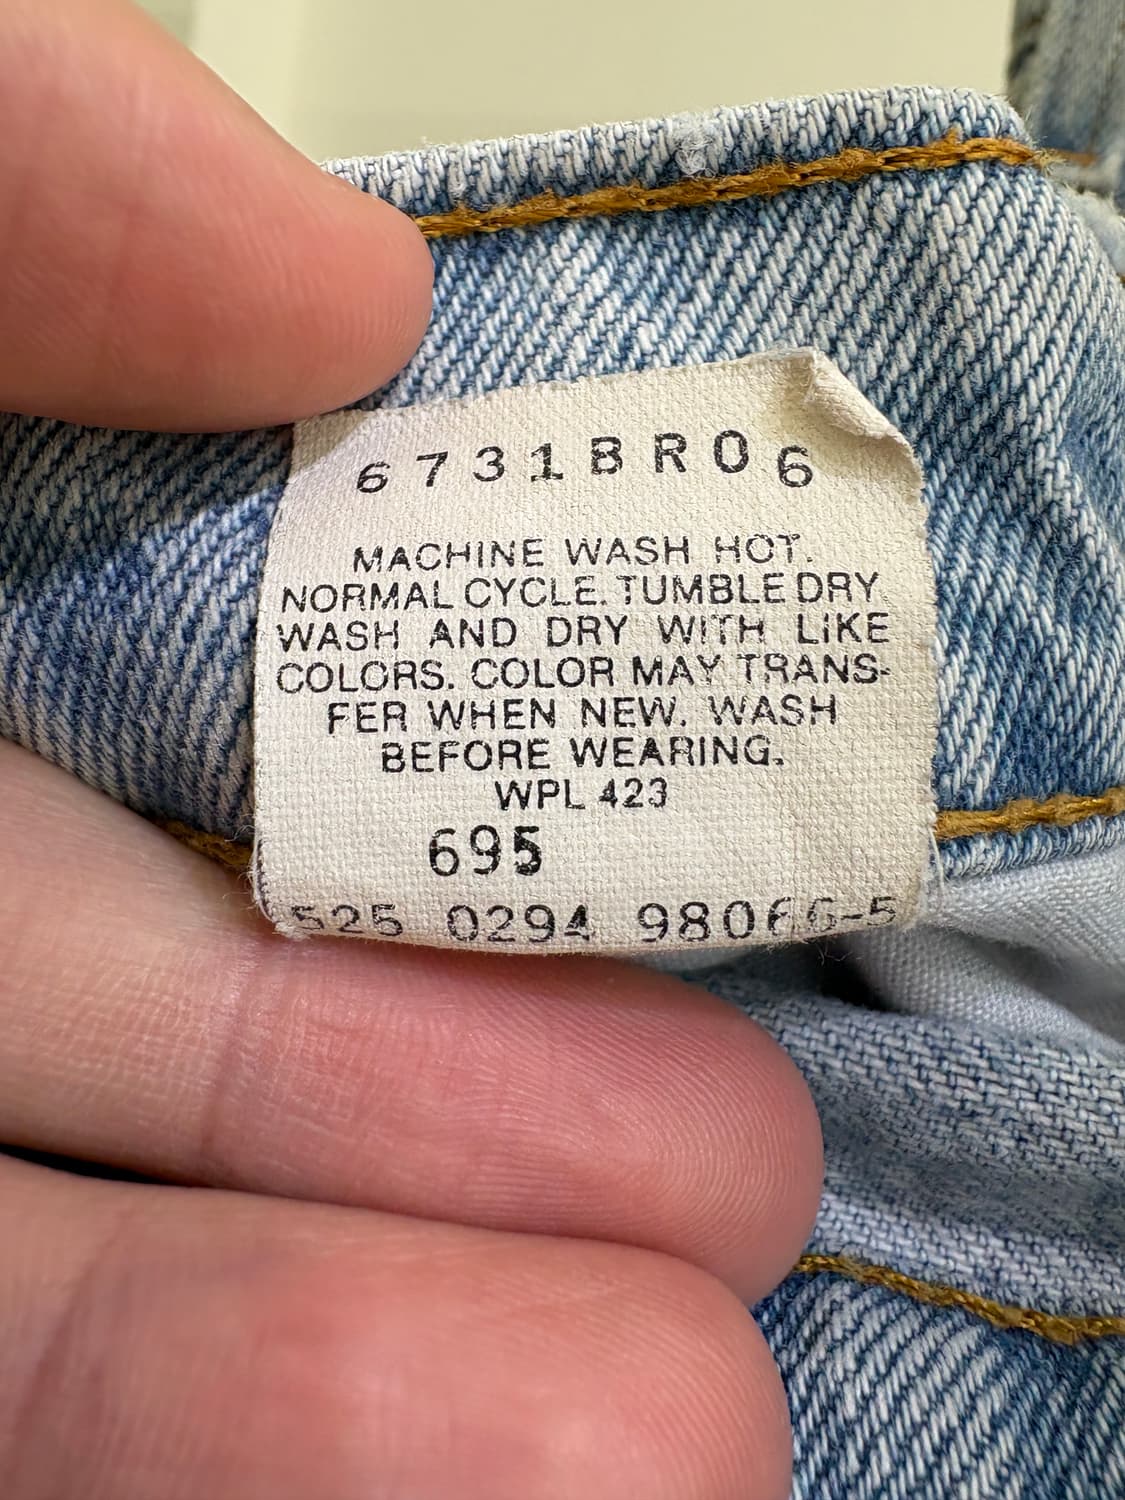 6731BR06
MACHINE WASH HOT.
NORMAL CYCLE. TUMBLE DRY.
WASH AND DRY WITH LIKE
COLORS. COLOR MAY TRANS-
FER WHEN NEW. WASH
BEFORE WEARING.
WPL 423
695
525 0294 98066-5